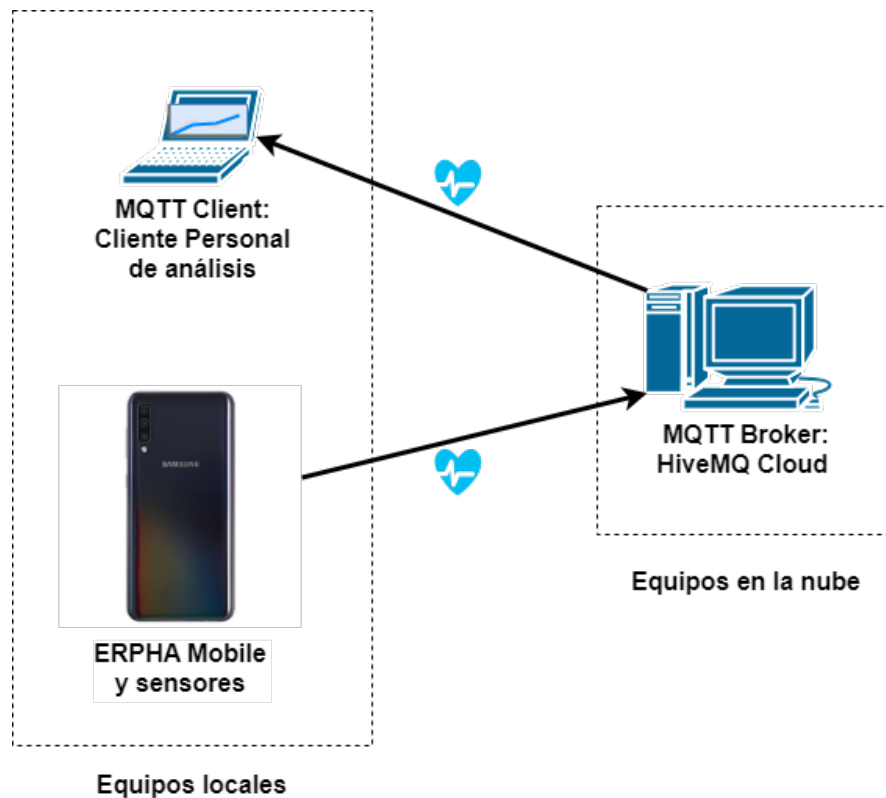 MQTT Client:
Cliente Personal
de análisis
SAMSUNG
ERPHA Mobile
y sensores
Equipos locales
MQTT Broker:
HiveMQ Cloud
Equipos en la nube